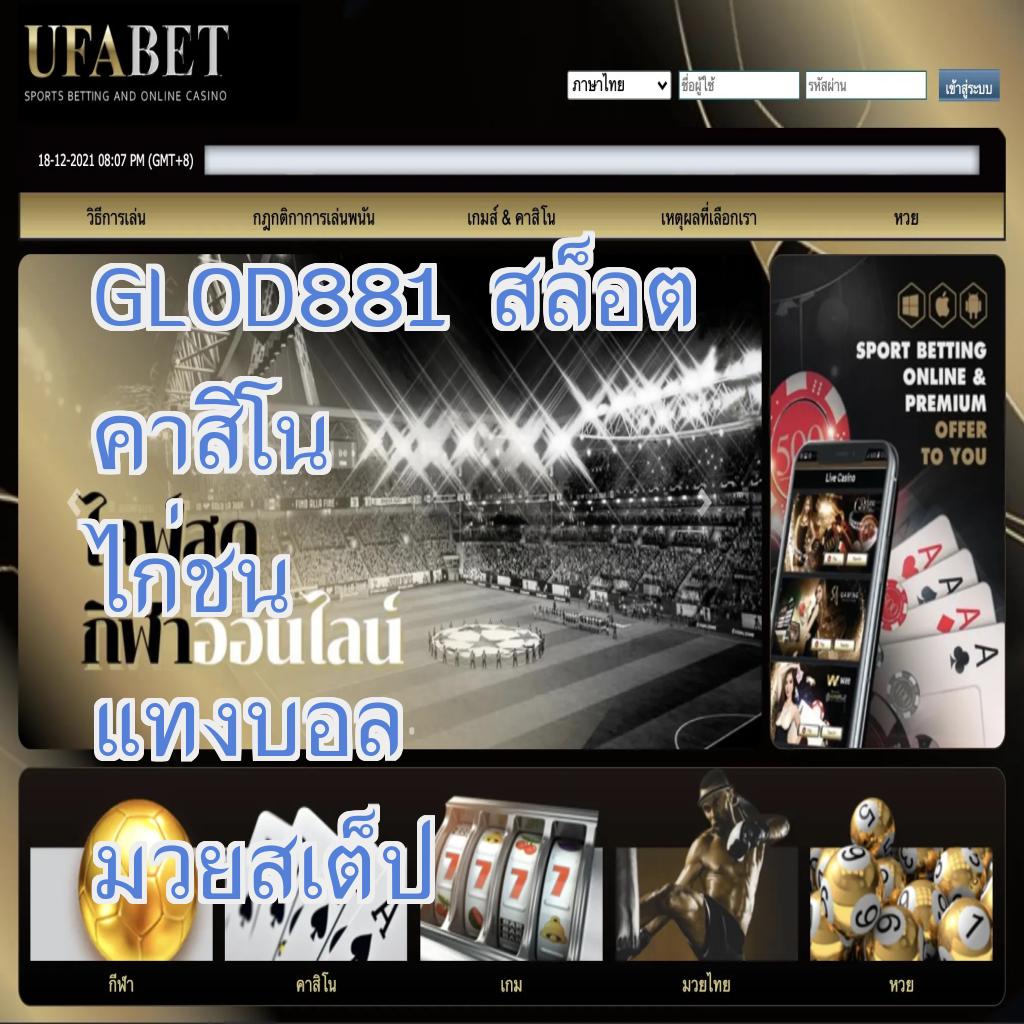 UFABET
SPORTS BETTING AND ONLINE CASINO
ภาษาไทย
ชื่อผู้ใช้
รหัสผ่าน
เข้าสู่ระบบ
18-12-2021 08:07 PM (GMT+8)
วิธีการเล่น
กฎกติกาการเล่นพนัน
เกมส์ & คาสิโน
เหตุผลที่เลือกเรา
หวย
GLOD881 สล็อต
คาสิโน
ไก่ชน
แทงบอล
มวยสเต็ป
กีฬาออนไลน์
SPORT BETTING
ONLINE &
PREMIUM
OFFER
TO YOU
500
Live Casino
A
A
A
A
7 7 7 7
กีฬา
คาสิโน
เกม
มวยไทย
หวย